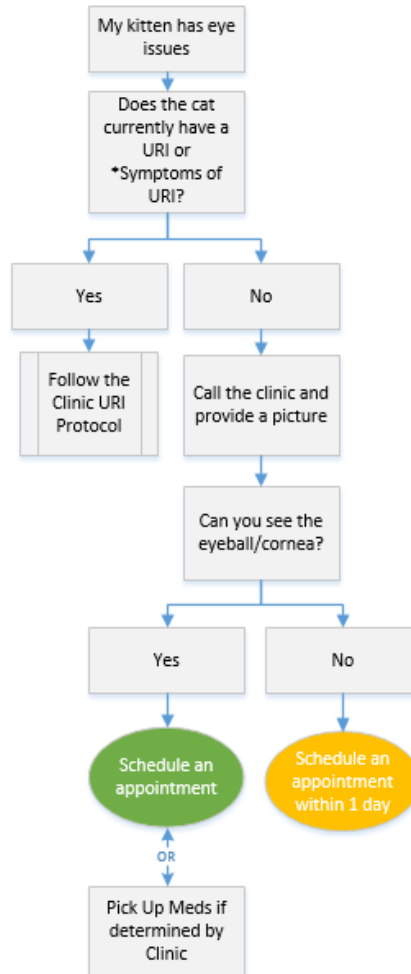 My kitten has eye
issues
Does the cat
currently have a
URI or
*Symptoms of
URI?
Yes
No
Follow the
Clinic URI
Protocol
Call the clinic and
provide a picture
Can you see the
eyeball/cornea?
Yes
No
Schedule an
appointment
Schedule an
appointment
within 1 day
OR
Pick Up Meds if
determined by
Clinic